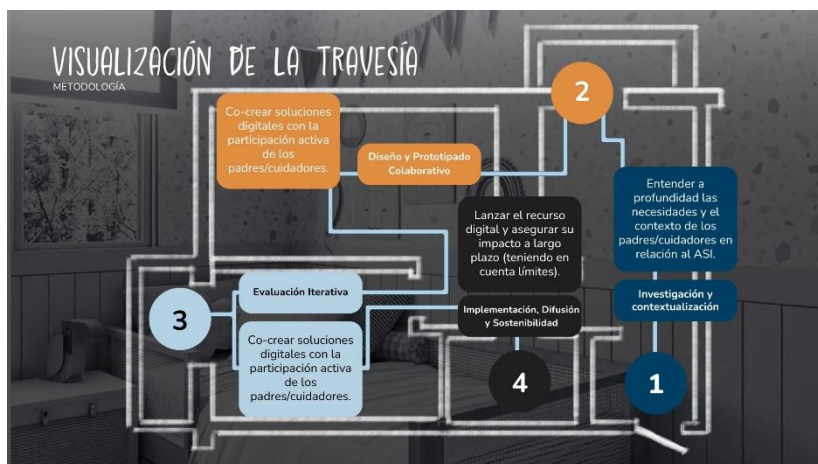 VISUALIZACIÓN DE LA TRAVESÍA
METODOLOGÍA
1
Investigación y
contextualización
Entender a
profundidad las
necesidades y el
contexto de los
padres/cuidadores en
relación al ASI.
2
Diseño y Prototipado
Colaborativo
Co-crear soluciones
digitales con la
participación activa
de los
padres/cuidadores.
3
Evaluación Iterativa
Co-crear soluciones
digitales con la
participación activa
de los
padres/cuidadores.
4
Implementación, Difusión
y Sostenibilidad
Lanzar el recurso
digital y asegurar su
impacto a largo
plazo (teniendo en
cuenta límites).